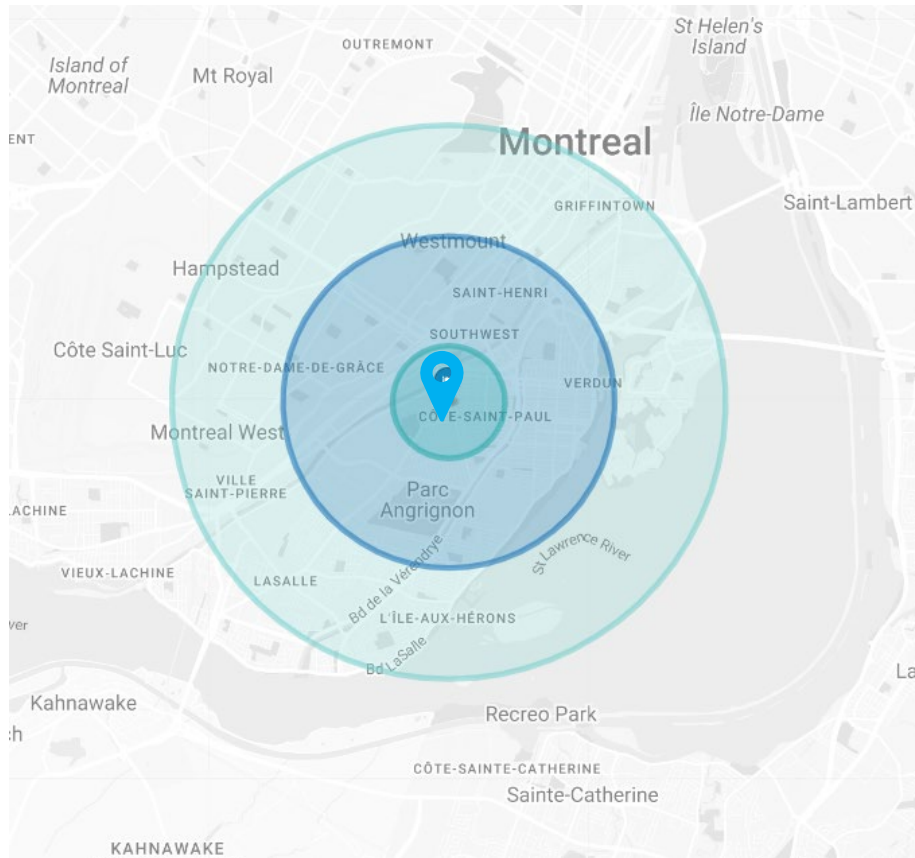 St Helen's
Island
OUTREMONT
Island of
Montreal
Mt Royal
Île Notre-Dame
ENT
Montreal
Saint-Lambert
GRIFFINTOWN
Westmount
Hampstead
SAINT-HENRI
SOUTHWEST
Côte Saint-Luc
NOTRE-DAME-DE-GRÂCE
VERDUN
CÔTE-SAINT-PAUL
Montreal West
VILLE
SAINT-PIERRE
Parc
Angrignon
LACHINE
St Lawrence River
VIEUX-LACHINE
LASALLE
Bd de la Vérendrye
L'ÎLE-AUX-HÉRONS
ver
Bd LaSalle
La
Kahnawake
Recreo Park
ch
CÔTE-SAINTE-CATHERINE
Sainte-Catherine
KAHNAWAKE